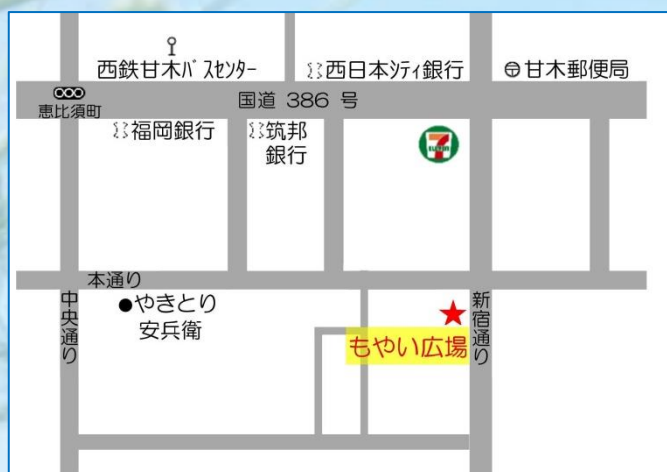 西鉄甘木バスセンター
西日本シティ銀行
甘木郵便局
恵比須町
国道 386 号
福岡銀行
筑邦
銀行
7
ELEVEn
本通り
中央通り
●やきとり
安兵衛
新宿通り
★
もやい広場